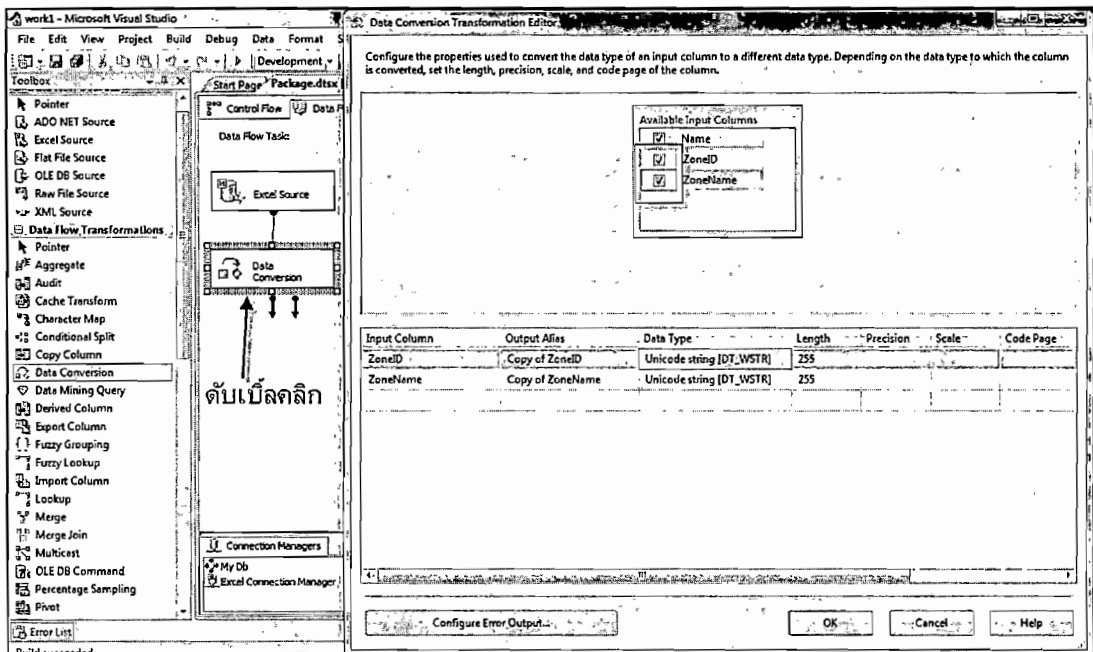 work1 - Microsoft Visual Studio
File Edit View Project Build Debug Data Format S
Development
Toolbox
Pointer
ADO NET Source
Excel Source
Flat File Source
OLE DB Source
Raw File Source
XML Source
Data Flow Transformations
Pointer
Aggregate
Audit
Cache Transform
Character Map
Conditional Split
Copy Column
Data Conversion
Data Mining Query
Derived Column
Export Column
Fuzzy Grouping
Fuzzy Lookup
Import Column
Lookup
Merge
Merge Join
Multicast
OLE DB Command
Percentage Sampling
Pivot
Error List
Build succeeded
Start Page Package.dtsx
Control Flow Data F
Data Flow Task:
Excel Source
Data
Conversion
ดับเบิ้ลคลิก
Connection Managers
My Db
Excel Connection Manager
Data Conversion Transformation Editor
Configure the properties used to convert the data type of an input column to a different data type. Depending on the data type to which the column
is converted, set the length, precision, scale, and code page of the column.
Available Input Columns
Name
ZoneID
ZoneName
Input Column Output Alias Data Type Length Precision Scale Code Page
ZoneID Copy of ZoneID Unicode string [DT_WSTR] 255
ZoneName Copy of ZoneName Unicode string [DT_WSTR] 255
Configure Error Output... OK Cancel Help